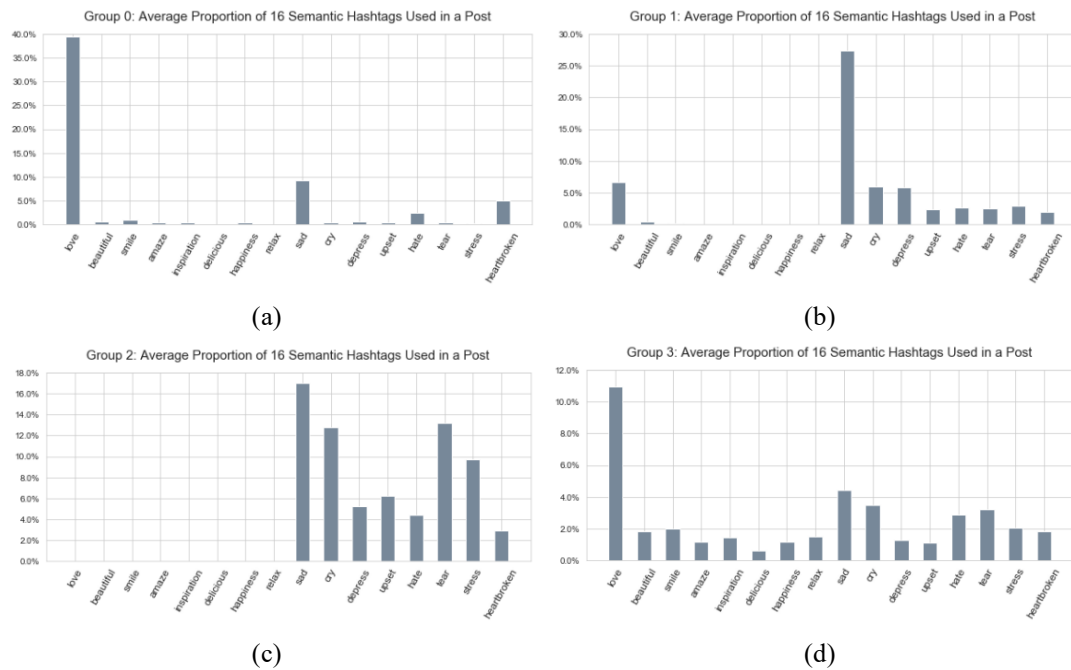 Group 0: Average Proportion of 16 Semantic Hashtags Used in a Post
40.0%
35.0%
30.0%
25.0%
20.0%
15.0%
10.0%
5.0%
0.0%
love
beautiful
smile
amaze
inspiration
delicious
happiness
relax
sad
cry
depress
upset
hate
fear
stress
heartbroken
(a)
Group 1: Average Proportion of 16 Semantic Hashtags Used in a Post
30.0%
25.0%
20.0%
15.0%
10.0%
5.0%
0.0%
love
beautiful
smile
amaze
inspiration
delicious
happiness
relax
sad
cry
depress
upset
hate
fear
stress
heartbroken
(b)
Group 2: Average Proportion of 16 Semantic Hashtags Used in a Post
18.0%
16.0%
14.0%
12.0%
10.0%
8.0%
6.0%
4.0%
2.0%
0.0%
love
beautiful
smile
amaze
inspiration
delicious
happiness
relax
sad
cry
depress
upset
hate
fear
stress
heartbroken
(c)
Group 3: Average Proportion of 16 Semantic Hashtags Used in a Post
12.0%
10.0%
8.0%
6.0%
4.0%
2.0%
0.0%
love
beautiful
smile
amaze
inspiration
delicious
happiness
relax
sad
cry
depress
upset
hate
fear
stress
heartbroken
(d)